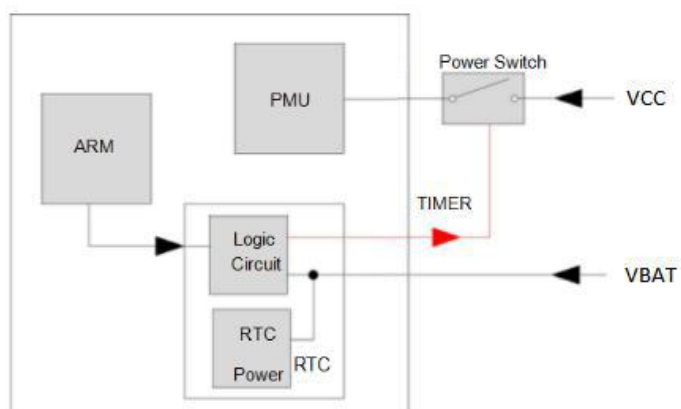 Power Switch
PMU
VCC
ARM
TIMER
Logic
Circuit
VBAT
RTC
Power
RTC